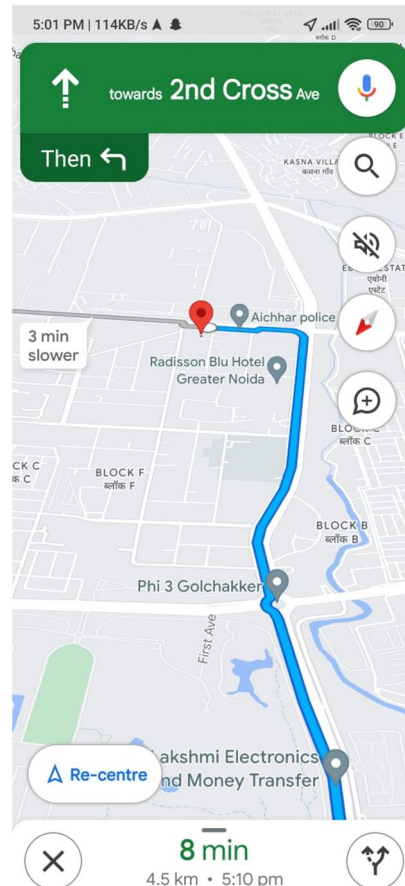 5:01 PM | 114KB/s
90
towards 2nd Cross Ave
Then
ब्लॉक D
BLOCK E
KASNA VILLA
कसना गाँव
एबोनी
एस्टेट
3 min
slower
Aichhar police
Radisson Blu Hotel
Greater Noida
ब्लॉक C
BLOCK F
ब्लॉक F
BLOCK B
ब्लॉक B
Phi 3 Golchakker
First Ave
akshmi Electronics
nd Money Transfer
Re-centre
8 min
4.5 km • 5:10 pm